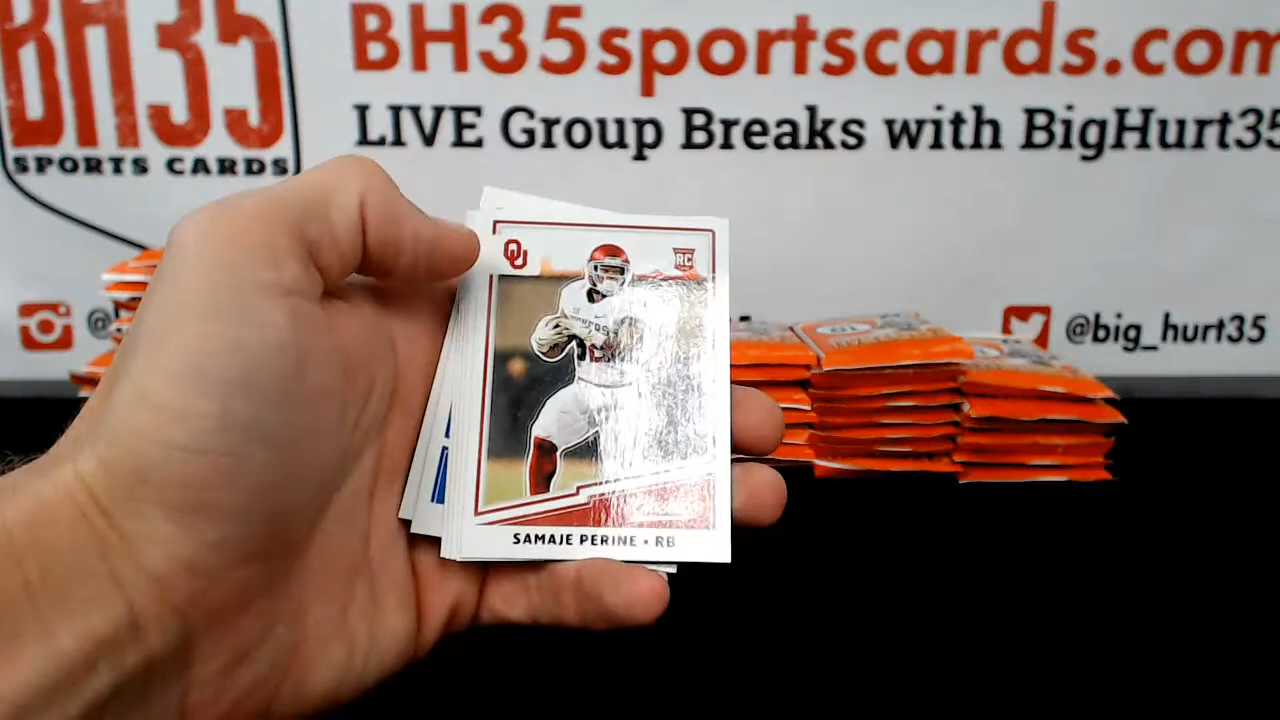 BH35
SPORTS CARDS
BH35sportscards.com
LIVE Group Breaks with BigHurt35
@
@big_hurt35
OU
RC
SAMAJE PERINE • RB